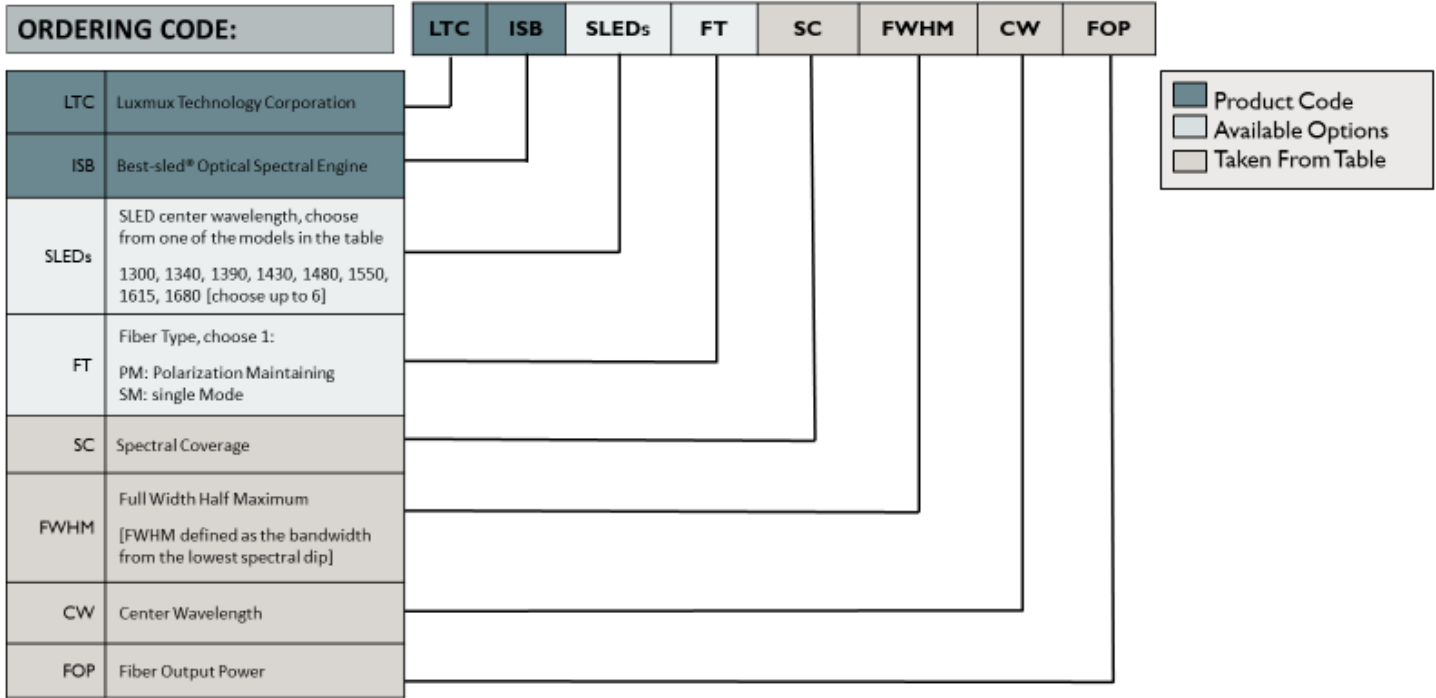 ORDERING CODE:
LTC ISB SLEDs FT SC FWHM CW FOP
LTC Luxmux Technology Corporation
ISB Best-sled® Optical Spectral Engine
SLEDs
SLED center wavelength, choose
from one of the models in the table
1300, 1340, 1390, 1430, 1480, 1550,
1615, 1680 [choose up to 6]
FT
Fiber Type, choose 1:
PM: Polarization Maintaining
SM: single Mode
SC Spectral Coverage
FWHM
Full Width Half Maximum
[FWHM defined as the bandwidth
from the lowest spectral dip]
CW Center Wavelength
FOP Fiber Output Power
Product Code
Available Options
Taken From Table